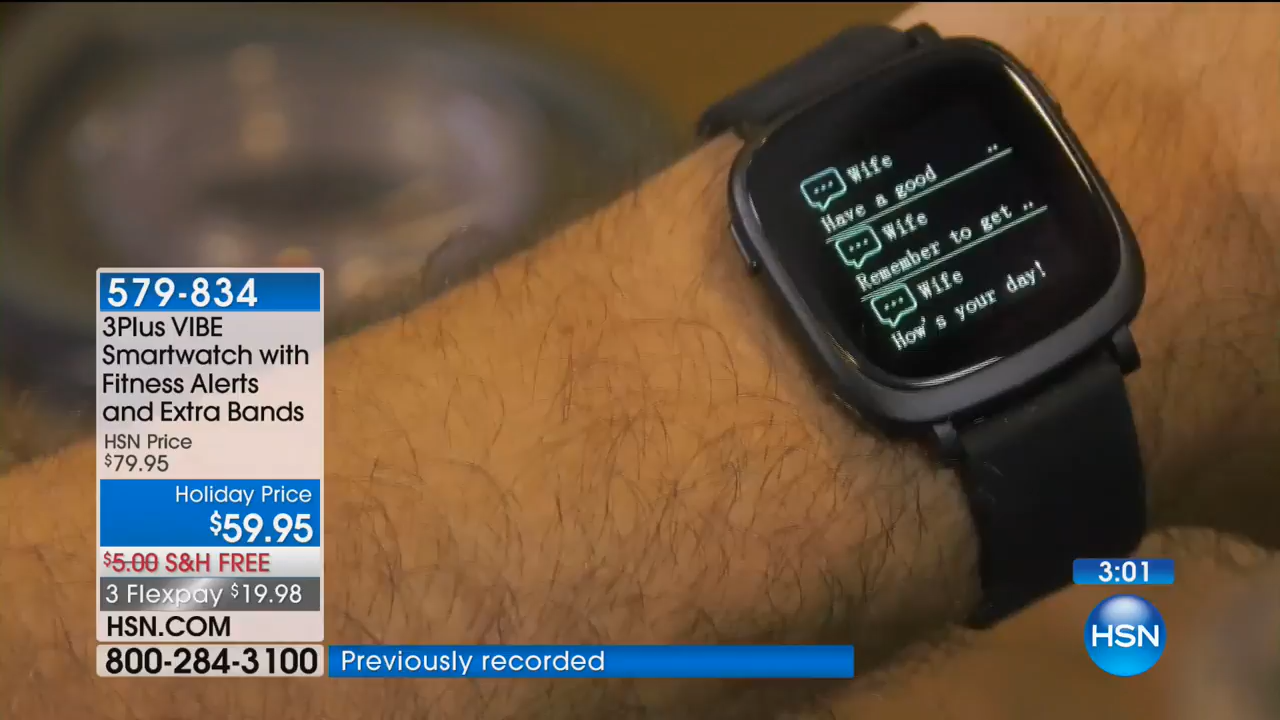 579-834
3Plus VIBE
Smartwatch with
Fitness Alerts
and Extra Bands
HSN Price
$79.95
Holiday Price
$59.95
$5.00 S&H FREE
3 Flexpay $19.98
HSN.COM
800-284-3100
Previously recorded
Wife
Have a good ..
Wife
Remember to get ..
Wife
How's your day!
3:01
HSN